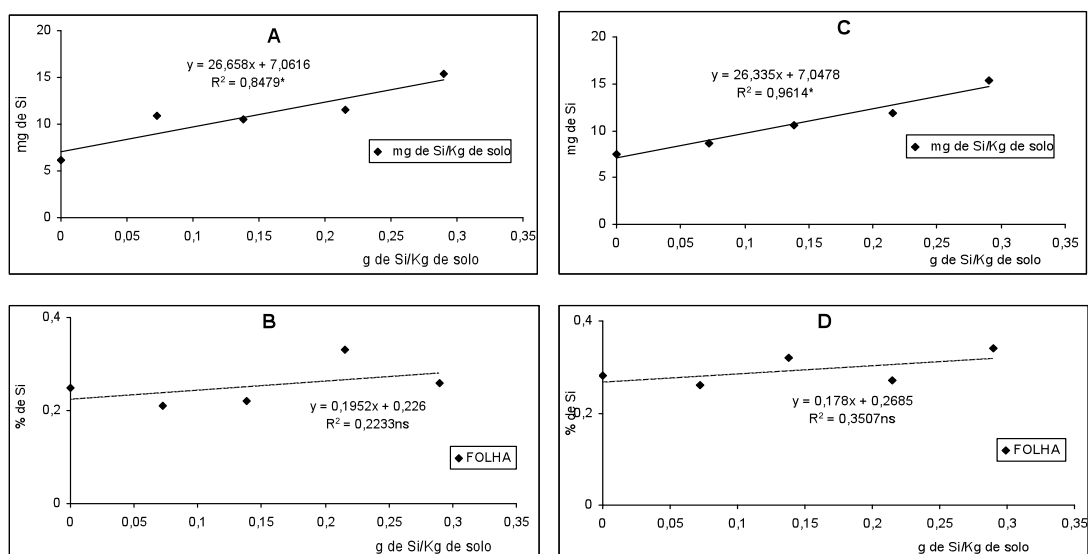 A
y = 26,658x + 7,0616
R² = 0,8479*
mg de Si
20
15
10
5
0
mg de Si/Kg de solo
0 0,05 0,1 0,15 0,2 0,25 0,3 0,35
g de Si/Kg de solo
C
y = 26,335x + 7,0478
R² = 0,9614*
mg de Si
20
15
10
5
0
mg de Si/Kg de solo
0 0,05 0,1 0,15 0,2 0,25 0,3 0,35
g de Si/Kg de solo
B
% de Si
0,4
0,2
0
y = 0,1952x + 0,226
R² = 0,2233ns
FOLHA
0 0,05 0,1 0,15 0,2 0,25 0,3 0,35
g de Si/Kg de solo
D
% de Si
0,4
0,2
0
y = 0,178x + 0,2685
R² = 0,3507ns
FOLHA
0 0,05 0,1 0,15 0,2 0,25 0,3 0,35
g de Si/Kg de solo